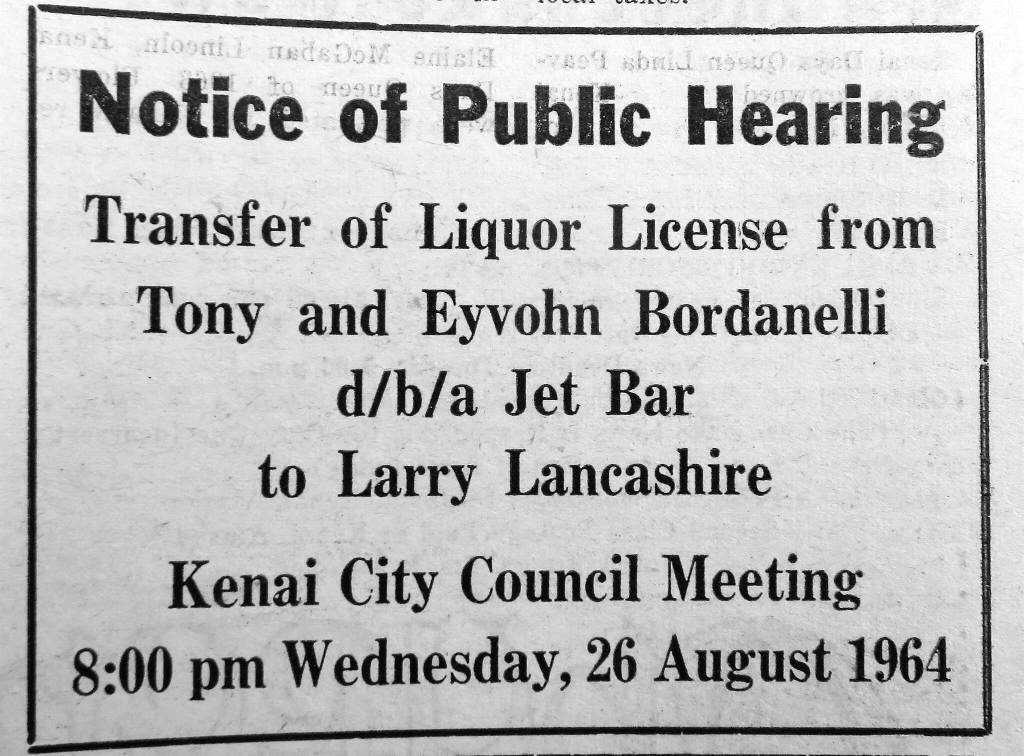 Notice of Public Hearing
Transfer of Liquor License from
Tony and Eyvohn Bordanelli
d/b/a Jet Bar
to Larry Lancashire
Kenai City Council Meeting
8:00 pm Wednesday, 26 August 1964